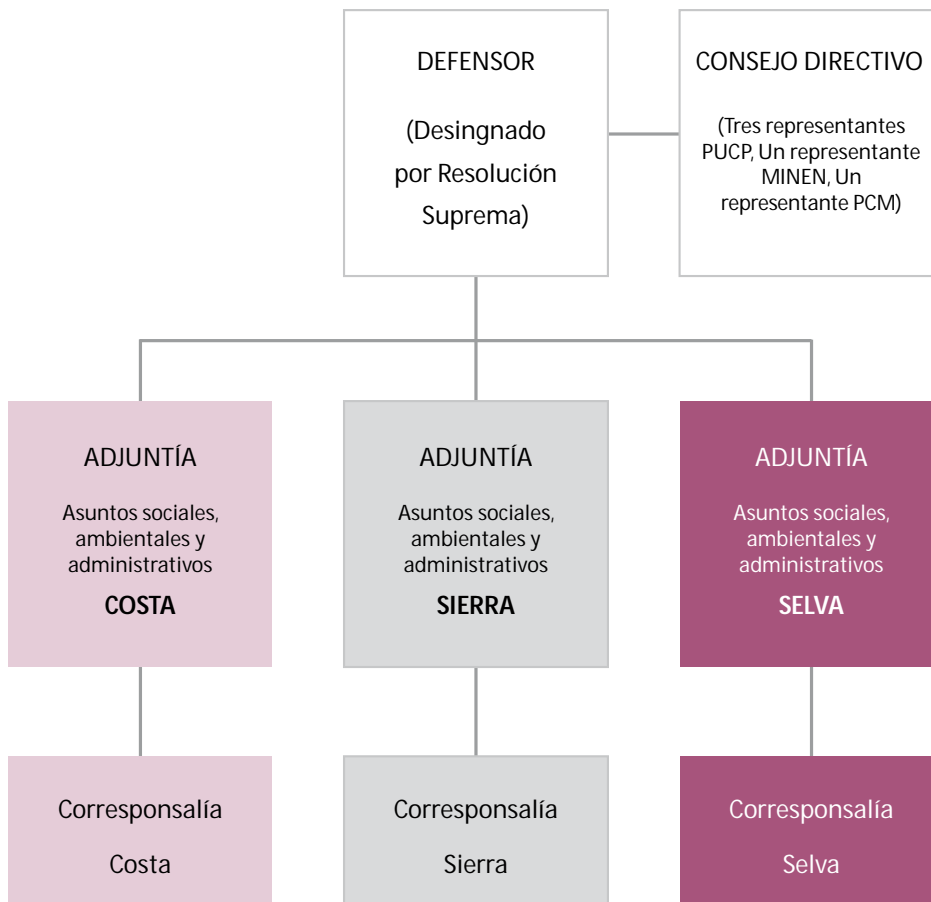 DEFENSOR
(Desingnado
por Resolución
Suprema)
CONSEJO DIRECTIVO
(Tres representantes
PUCP, Un representante
MINEN, Un
representante PCM)
ADJUNTÍA
Asuntos sociales,
ambientales y
administrativos
COSTA
ADJUNTÍA
Asuntos sociales,
ambientales y
administrativos
SIERRA
ADJUNTÍA
Asuntos sociales,
ambientales y
administrativos
SELVA
Corresponsalía
Costa
Corresponsalía
Sierra
Corresponsalía
Selva